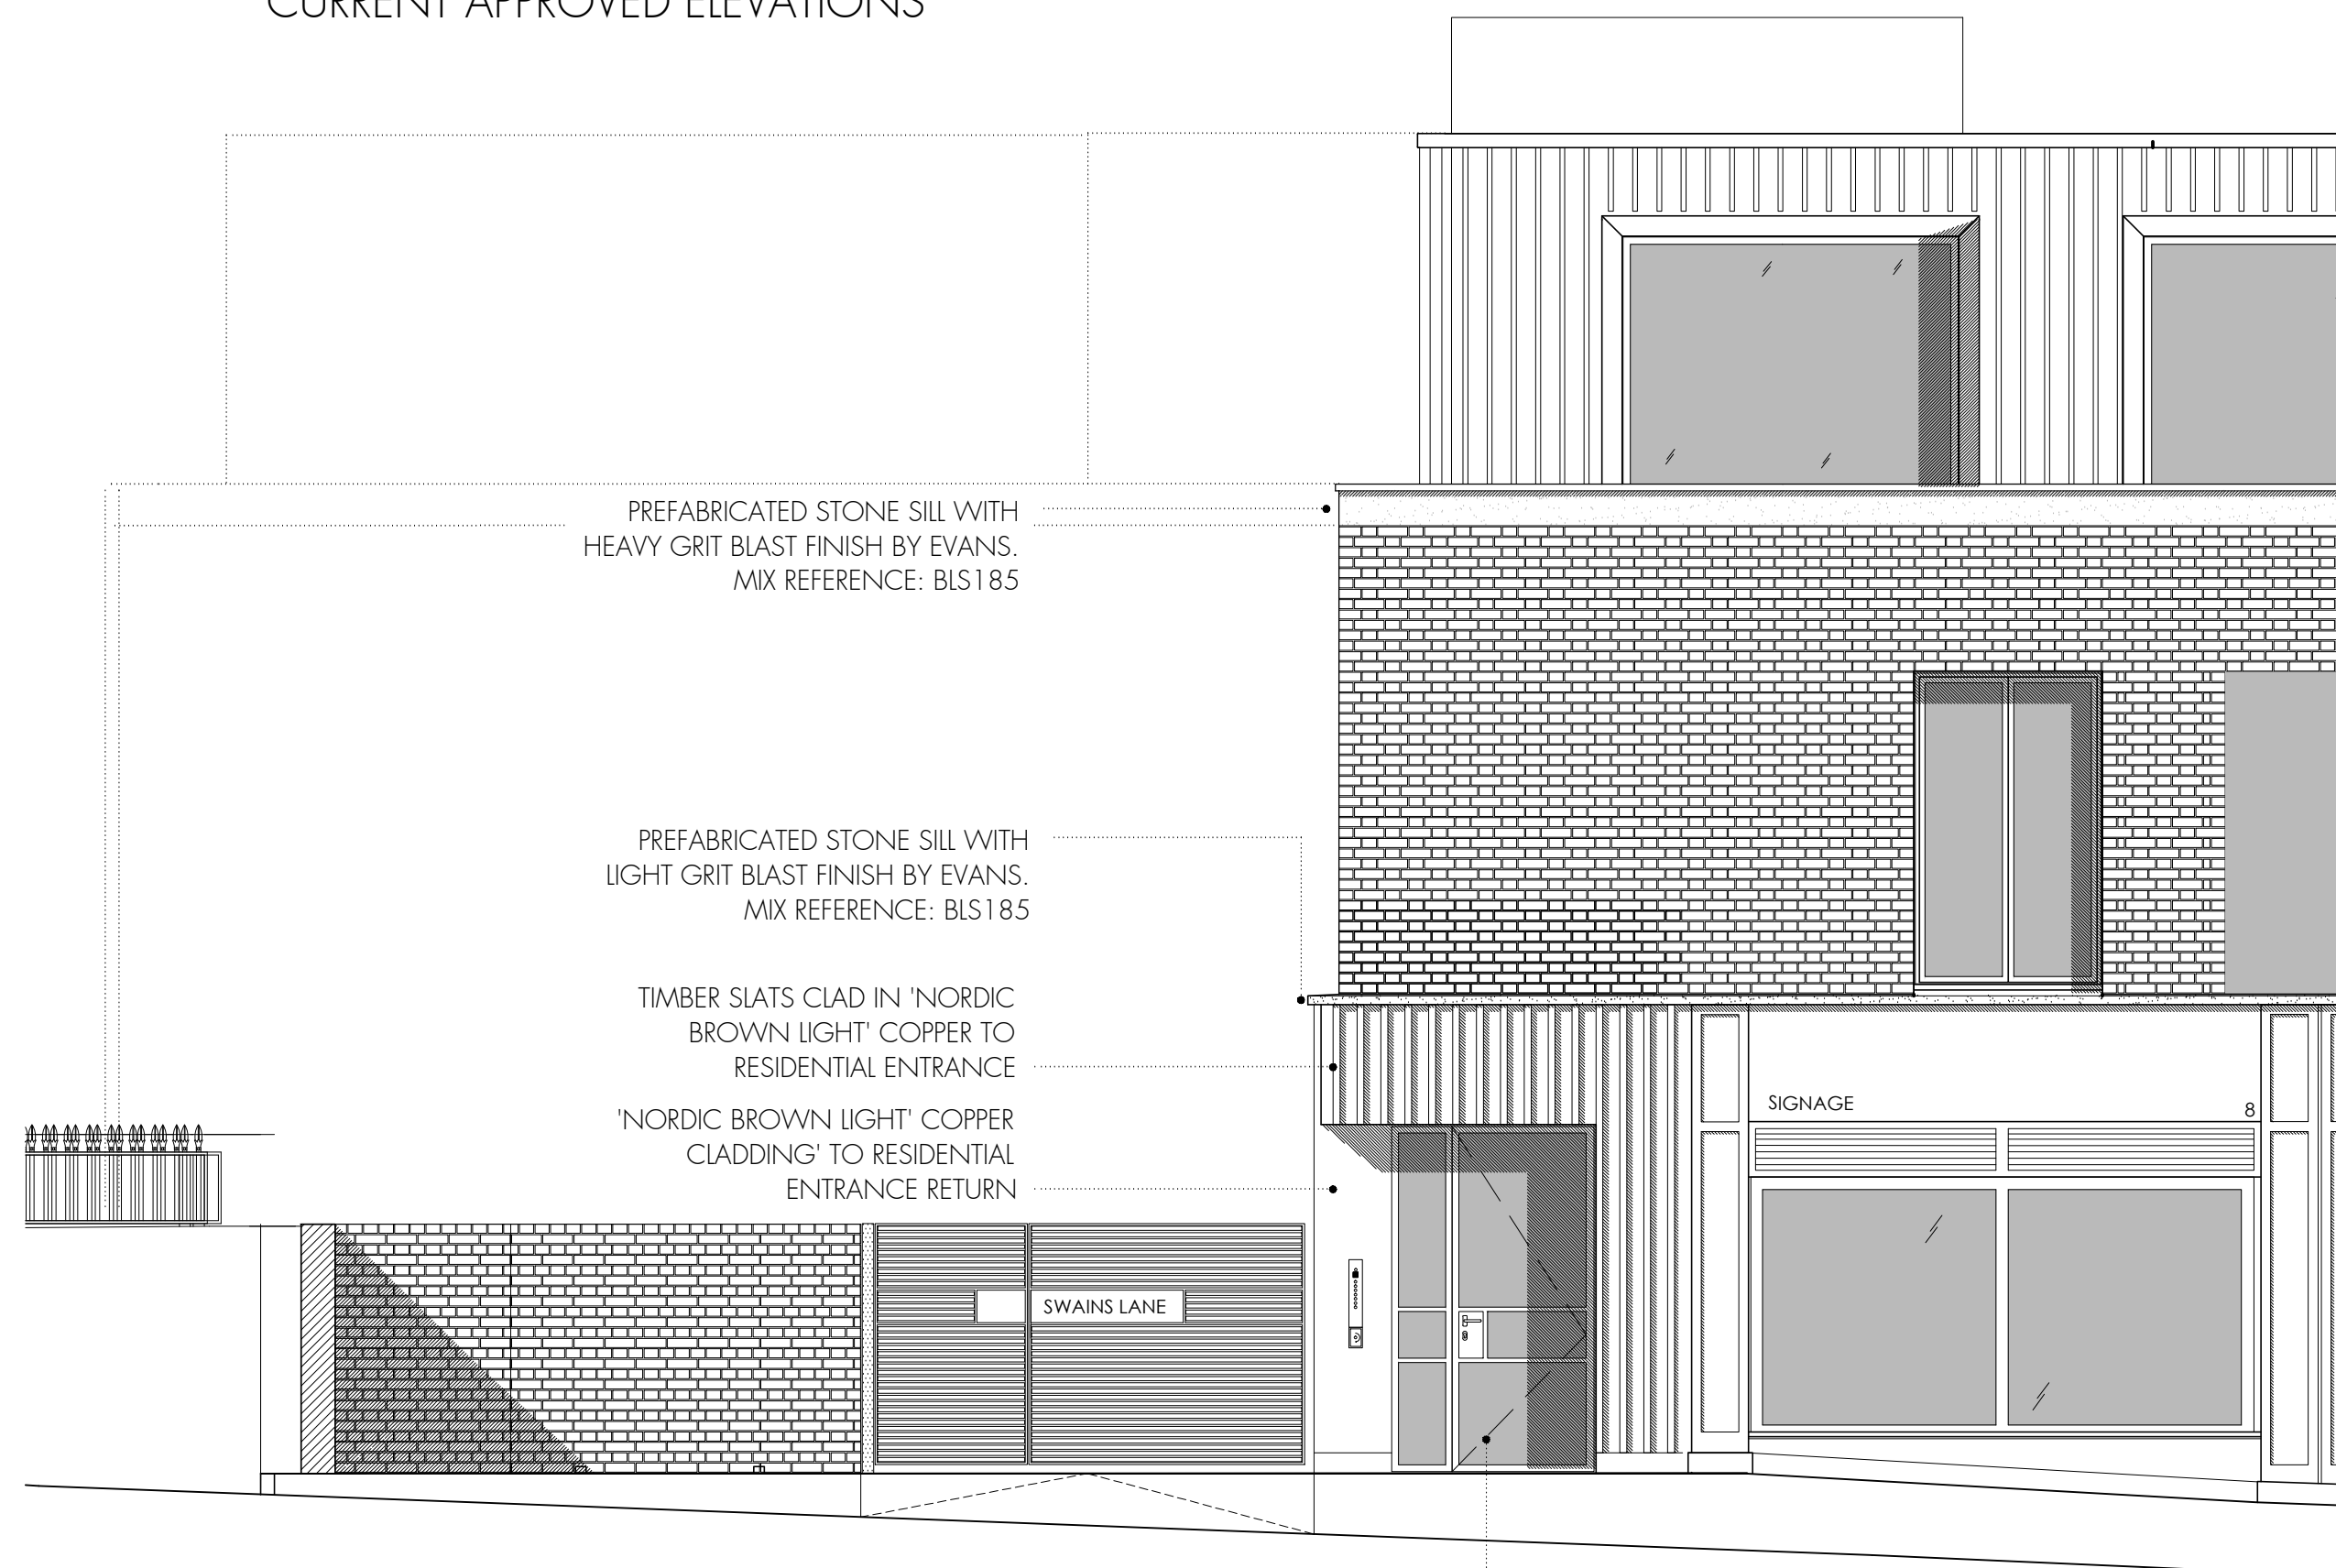 CURRENT APPROVED ELEVATIONS
PREFABRICATED STONE SILL WITH
HEAVY GRIT BLAST FINISH BY EVANS.
MIX REFERENCE: BLS185
PREFABRICATED STONE SILL WITH
LIGHT GRIT BLAST FINISH BY EVANS.
MIX REFERENCE: BLS185
TIMBER SLATS CLAD IN 'NORDIC
BROWN LIGHT' COPPER TO
RESIDENTIAL ENTRANCE
'NORDIC BROWN LIGHT' COPPER
CLADDING' TO RESIDENTIAL
ENTRANCE RETURN
SIGNAGE
8
SWAINS LANE